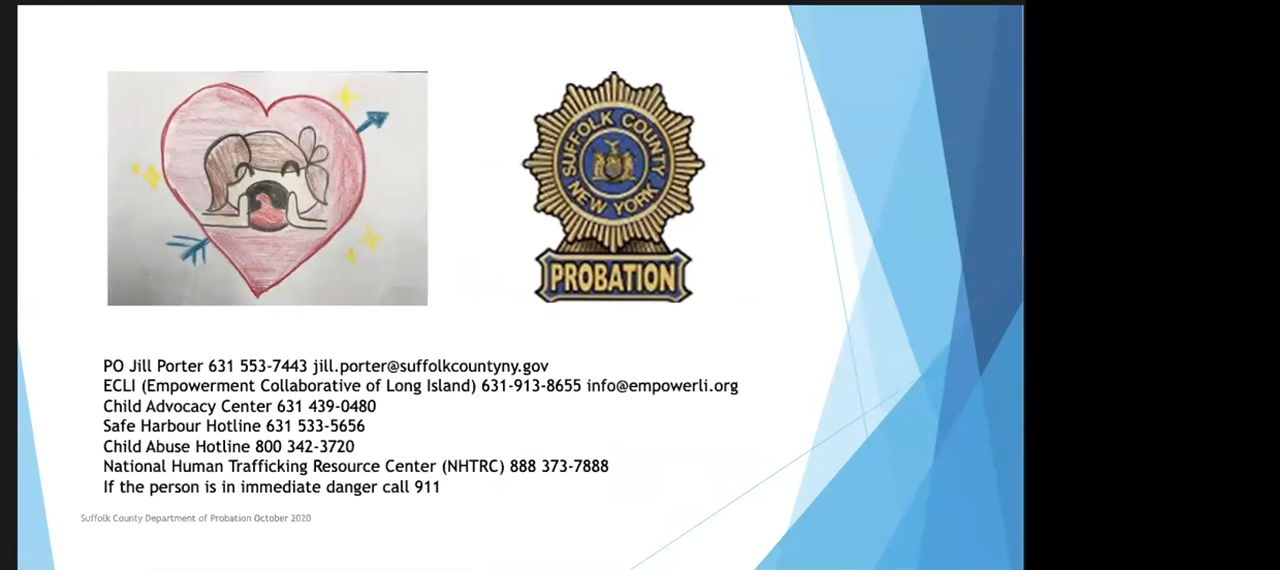 SUFFOLK COUNTY
NEW YORK
PROBATION
PO Jill Porter 631 553-7443 jill.porter@suffolkcountyny.gov
ECLI (Empowerment Collaborative of Long Island) 631-913-8655 info@empowerli.org
Child Advocacy Center 631 439-0480
Safe Harbour Hotline 631 533-5656
Child Abuse Hotline 800 342-3720
National Human Trafficking Resource Center (NHTRC) 888 373-7888
If the person is in immediate danger call 911
Suffolk County Department of Probation October 2020